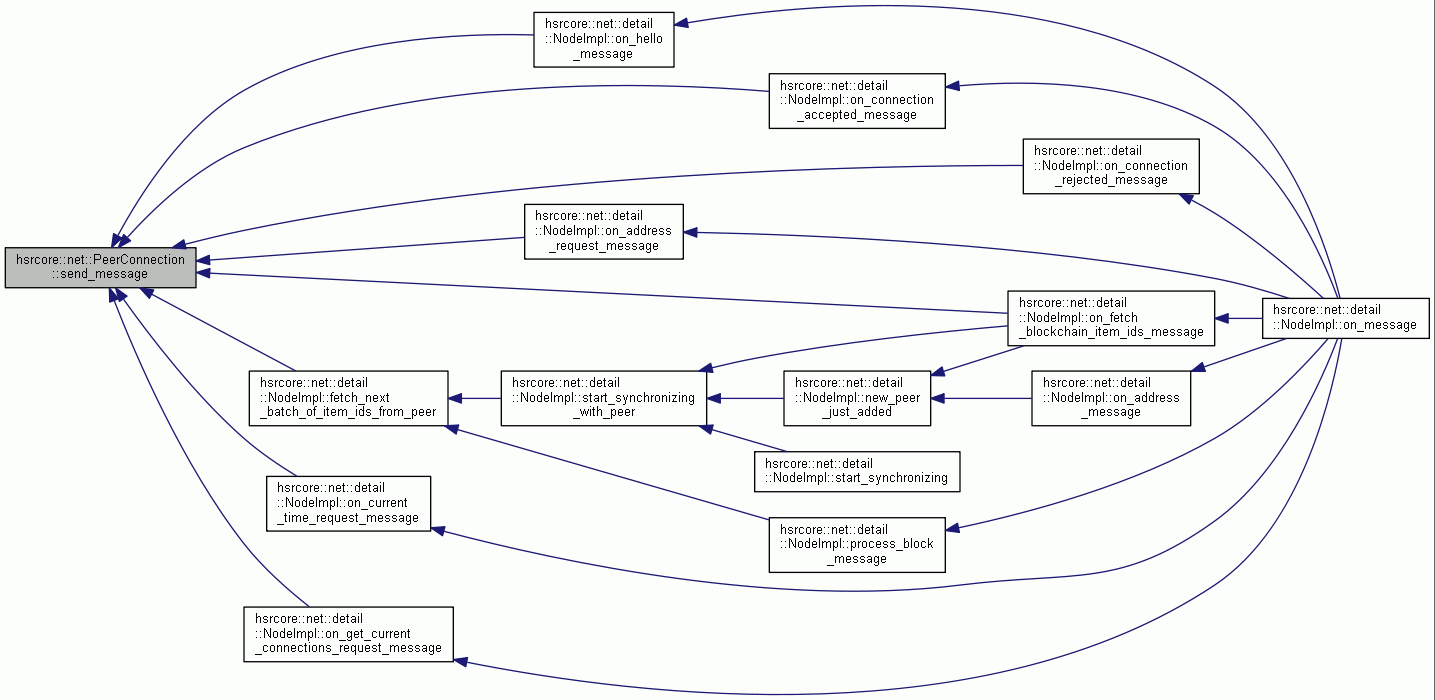 hsrcore::net::detail
::NodeImpl::on_hello
_message
hsrcore::net::detail
::NodeImpl::on_connection
_accepted_message
hsrcore::net::detail
::NodeImpl::on_connection
_rejected_message
hsrcore::net::detail
::NodeImpl::on_address
_request_message
hsrcore::net::PeerConnection
::send_message
hsrcore::net::detail
::NodeImpl::on_fetch
_blockchain_item_ids_message
hsrcore::net::detail
::NodeImpl::on_message
hsrcore::net::detail
::NodeImpl::fetch_next
_batch_of_item_ids_from_peer
hsrcore::net::detail
::NodeImpl::start_synchronizing
_with_peer
hsrcore::net::detail
::NodeImpl::new_peer
_just_added
hsrcore::net::detail
::NodeImpl::on_address
_message
hsrcore::net::detail
::NodeImpl::start_synchronizing
hsrcore::net::detail
::NodeImpl::on_current
_time_request_message
hsrcore::net::detail
::NodeImpl::process_block
_message
hsrcore::net::detail
::NodeImpl::on_get_current
_connections_request_message